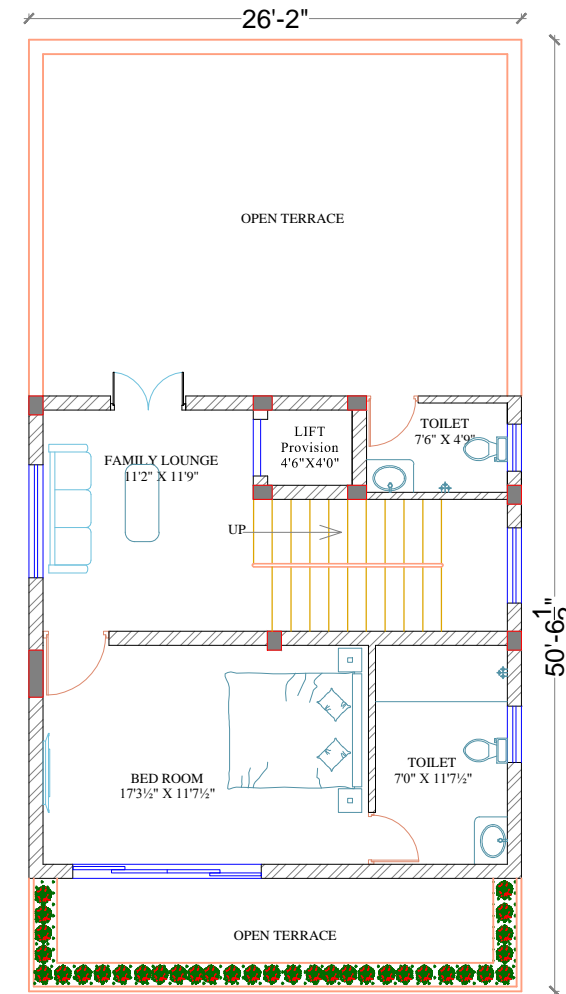 26'-2"
OPEN TERRACE
LIFT
Provision
4'6"X4'0"
TOILET
7'6" X 4'9"
FAMILY LOUNGE
11'2" X 11'9"
UP
50'-6½"
BED ROOM
17'3½" X 11'7½"
TOILET
7'0" X 11'7½"
OPEN TERRACE